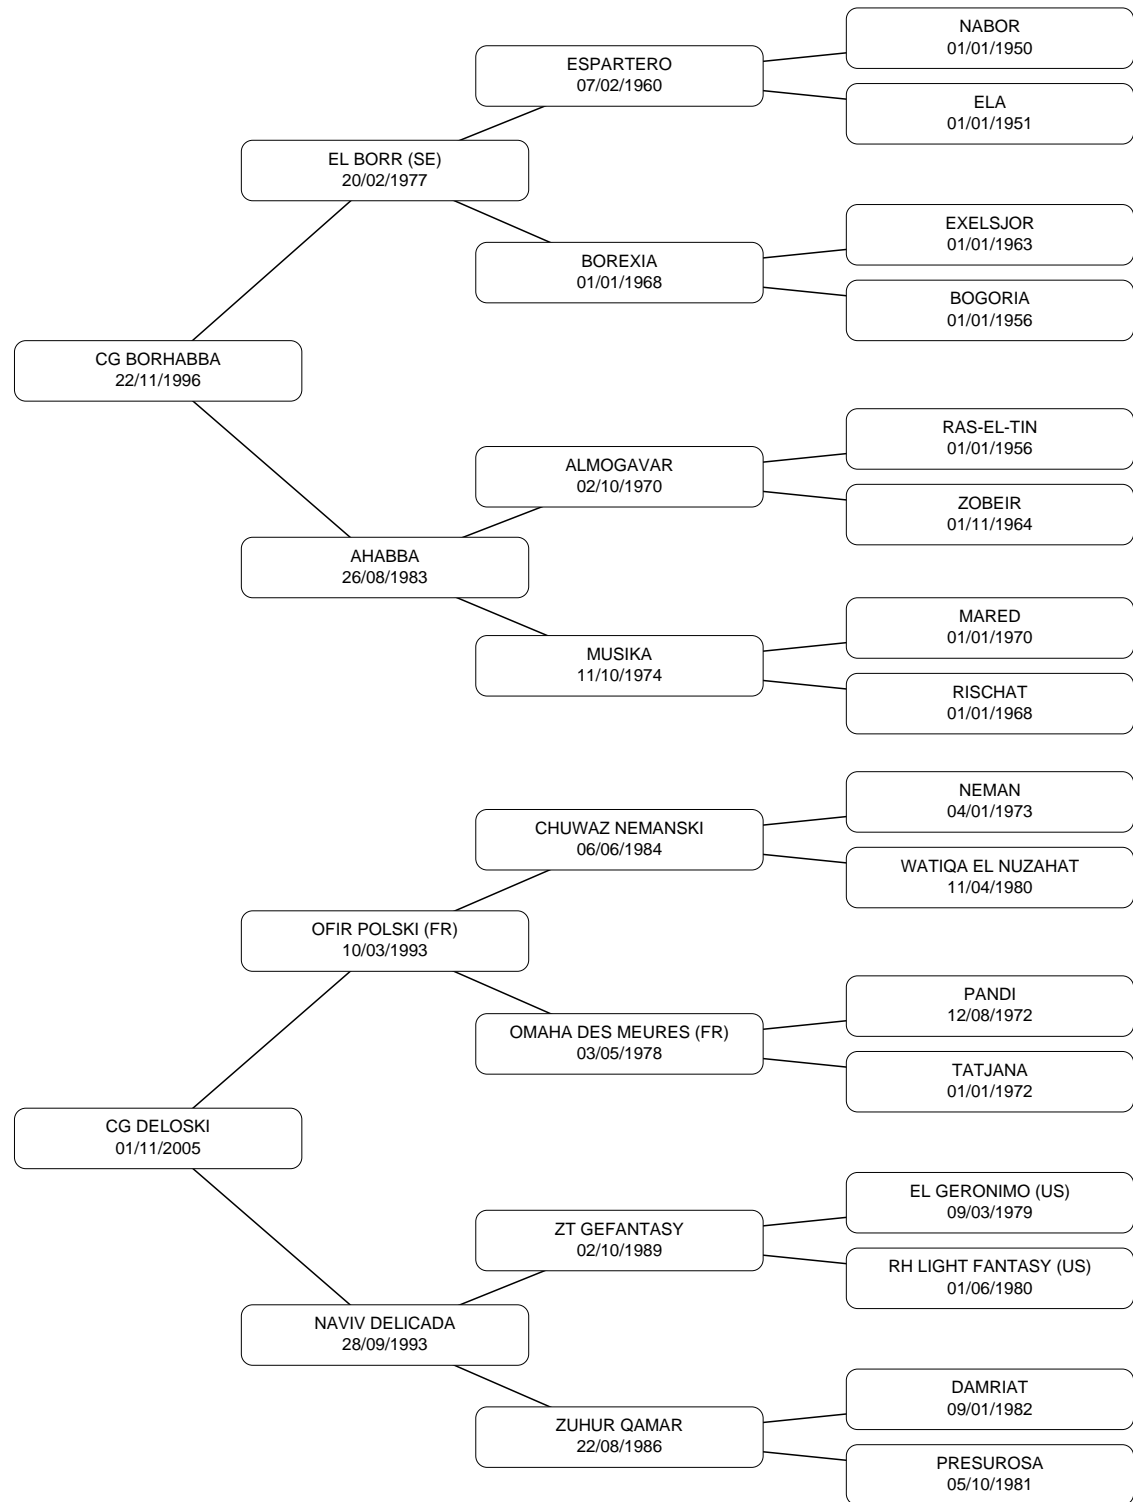 NABOR
01/01/1950
ESPARTERO
07/02/1960
ELA
01/01/1951
EL BORR (SE)
20/02/1977
EXELSJOR
01/01/1963
BOREXIA
01/01/1968
BOGORIA
01/01/1956
CG BORHABBA
22/11/1996
RAS-EL-TIN
01/01/1956
ALMOGAVAR
02/10/1970
ZOBEIR
01/11/1964
AHABBA
26/08/1983
MARED
01/01/1970
MUSIKA
11/10/1974
RISCHAT
01/01/1968
NEMAN
04/01/1973
CHUWAZ NEMANSKI
06/06/1984
WATIQA EL NUZAHAT
11/04/1980
OFIR POLSKI (FR)
10/03/1993
PANDI
12/08/1972
OMAHA DES MEURES (FR)
03/05/1978
TATJANA
01/01/1972
CG DELOSKI
01/11/2005
EL GERONIMO (US)
09/03/1979
ZT GEFANTASY
02/10/1989
RH LIGHT FANTASY (US)
01/06/1980
NAVIV DELICADA
28/09/1993
DAMRIAT
09/01/1982
ZUHUR QAMAR
22/08/1986
PRESUROSA
05/10/1981